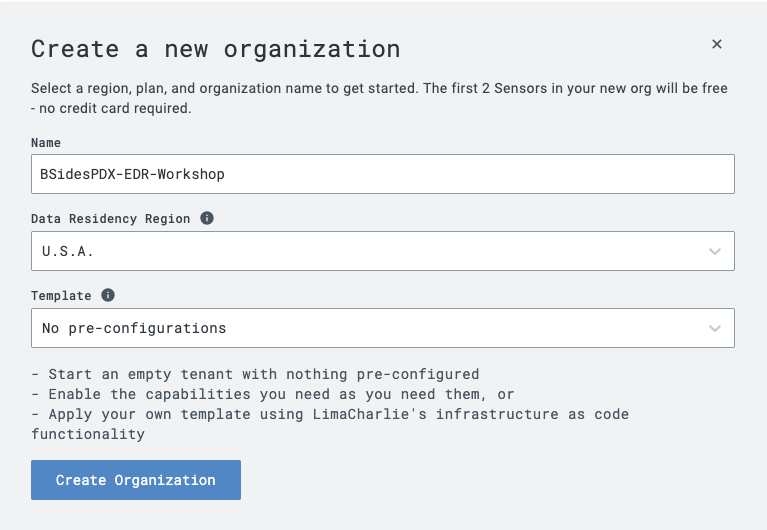 Create a new organization
Select a region, plan, and organization name to get started. The first 2 Sensors in your new org will be free
- no credit card required.
Name
BSidesPDX-EDR-Workshop
Data Residency Region
U.S.A.
Template
No pre-configurations
- Start an empty tenant with nothing pre-configured
- Enable the capabilities you need as you need them, or
- Apply your own template using LimaCharlie's infrastructure as code
functionality
Create Organization